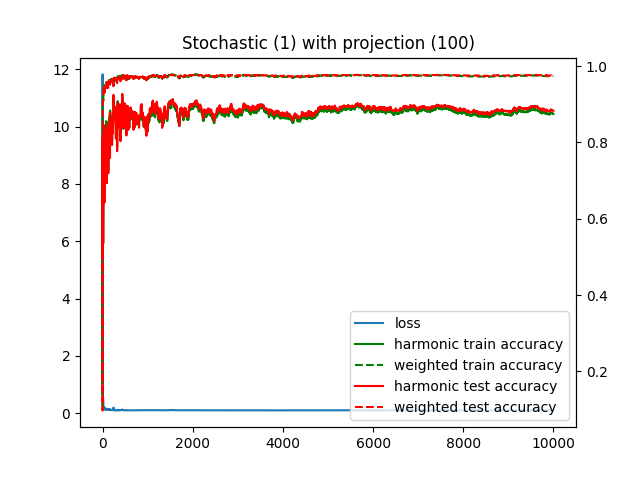 Stochastic (1) with projection (100)
12
10
8
6
4
2
0
1.0
0.8
0.6
0.4
0.2
loss
harmonic train accuracy
weighted train accuracy
harmonic test accuracy
weighted test accuracy
0 2000 4000 6000 8000 10000